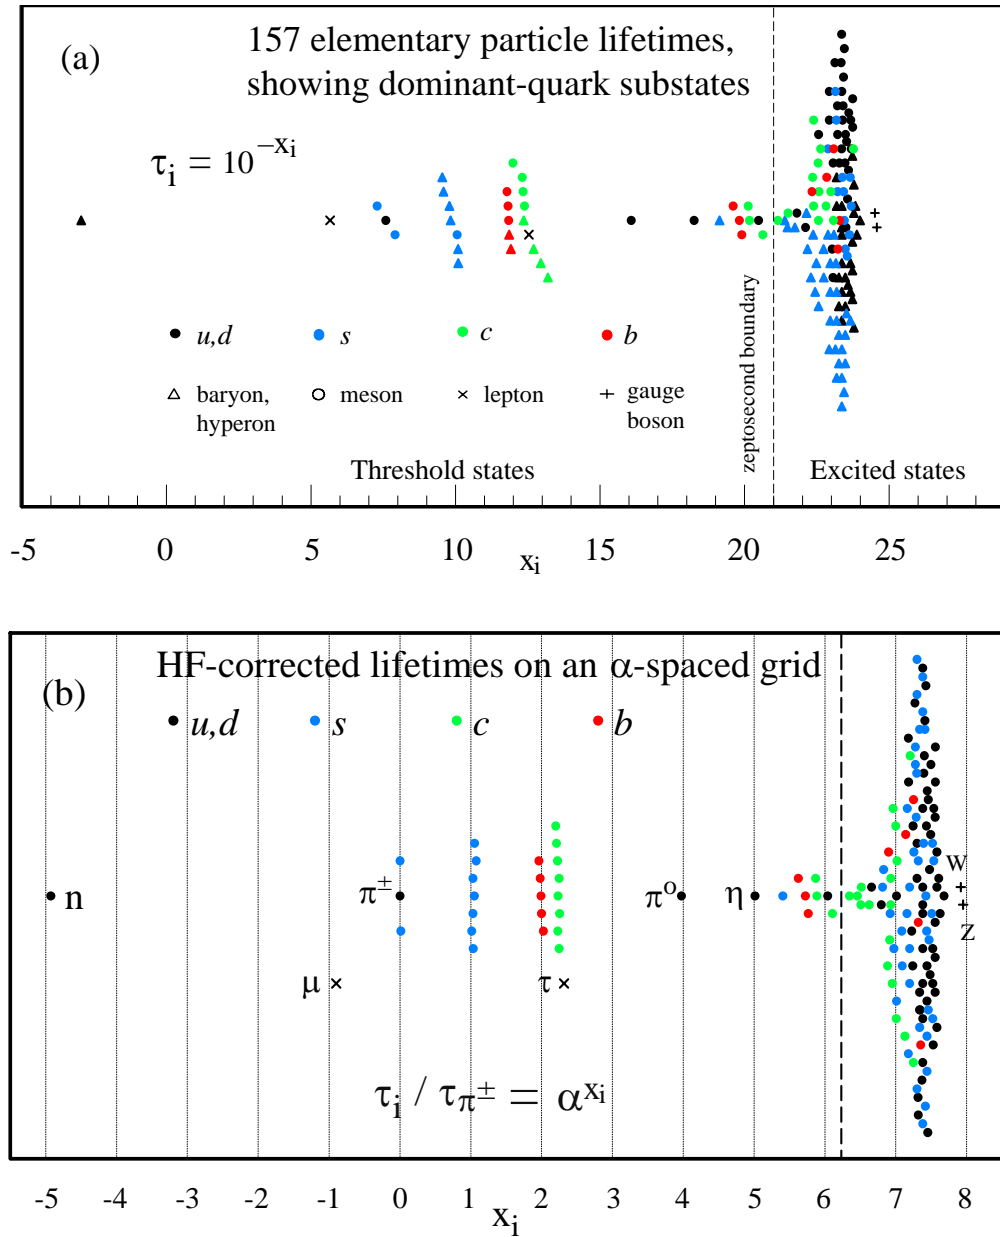 (a)
157 elementary particle lifetimes,
showing dominant-quark substates
τi = 10^−xi
u,d
s
c
b
baryon,
hyperon
meson
lepton
gauge
boson
zeptosecond boundary
Threshold states
Excited states
-5 0 5 10 15 20 25
xi
(b)
HF-corrected lifetimes on an α-spaced grid
u,d
s
c
b
n
π±
πo
η
W
Z
μ
τ
τi / τπ± = α^xi
-5 -4 -3 -2 -1 0 1 2 3 4 5 6 7 8
xi